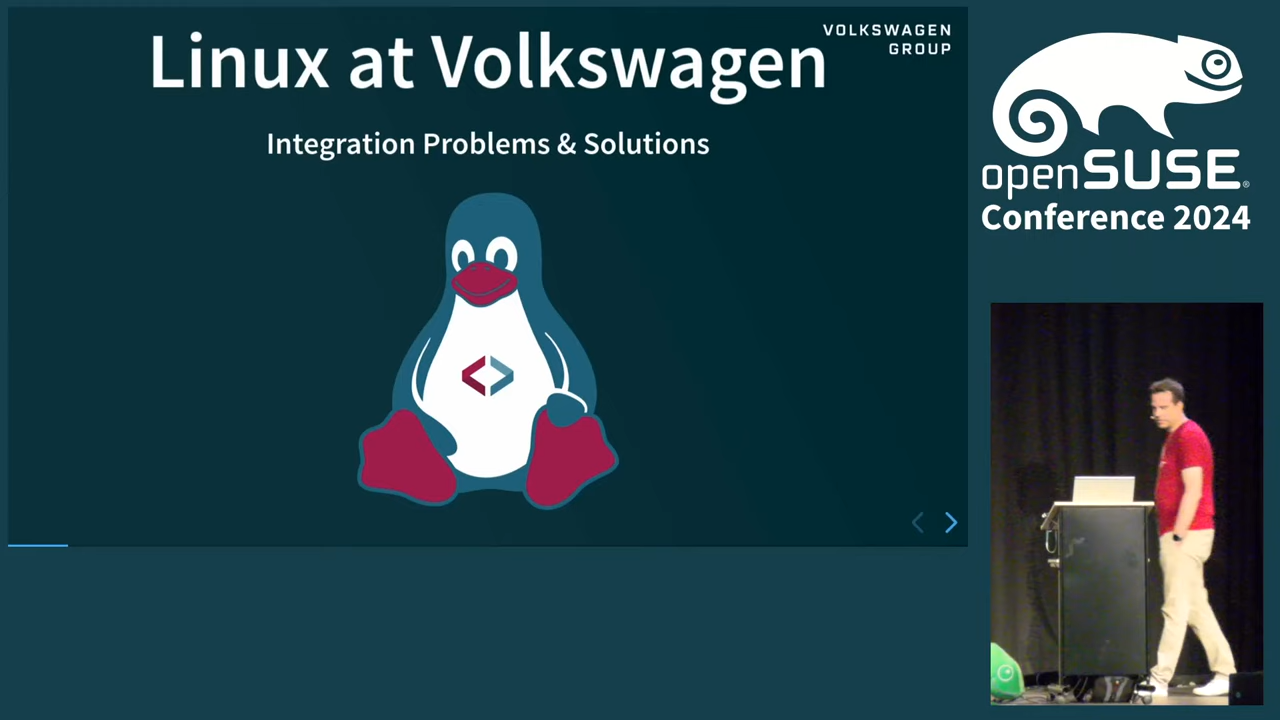 Linux at Volkswagen
VOLKSWAGEN
GROUP
Integration Problems & Solutions
openSUSE®
Conference 2024